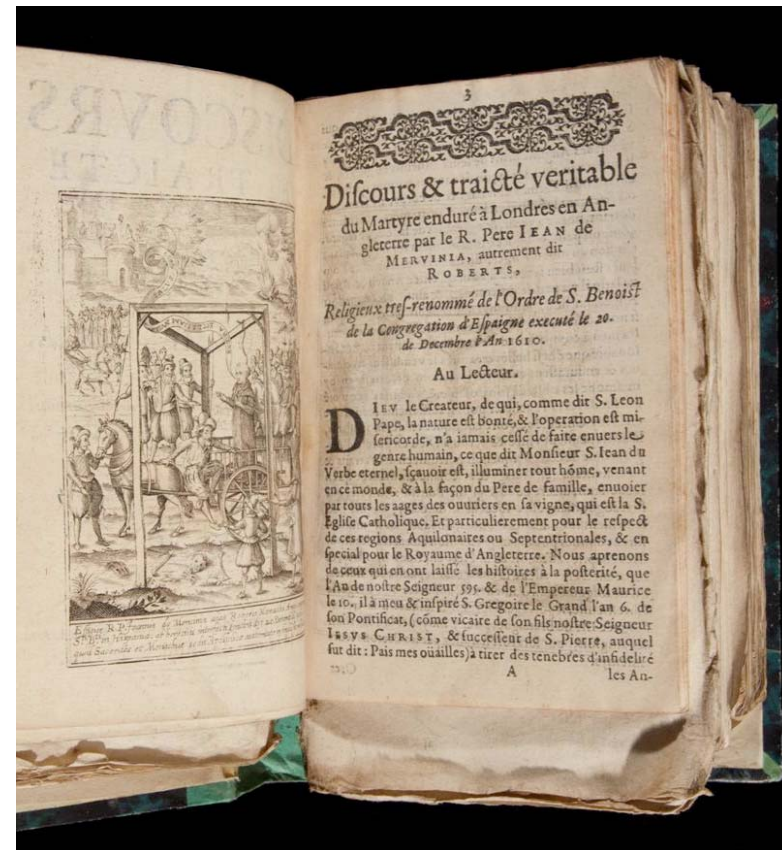 3
Diſcours & traicté veritable
du Martyre enduré à Londres en An-
gleterre par le R. Pere IEAN de
MERVINIA, autrement dit
ROBERTS,
Religieux treſ-renommé de l'Ordre de S. Benoiſt
de la Congregation d'Eſpaigne executé le 20.
de Decembre l'An 1610.
Au Lecteur.
DIEV le Createur, de qui, comme dit S. Leon
Pape, la nature eſt bonté, & l'operation eſt mi-
ſericorde, n'a iamais ceſſé de faire enuers le
genre humain, ce que dit Monſieur S. Iean du
Verbe eternel, ſçauoir eſt, illuminer tout hôme, venant
en ce monde, & à la façon du Pere de famille, enuoier
par touts les aages des ouuriers en ſa vigne, qui eſt la S.
Egliſe Catholique. Et particulierement pour le reſpect
de ces regions Aquilonaires ou Septentrionales, & en
ſpecial pour le Royaume d'Angleterre. Nous aprenons
de ceux qui en ont laiſſé les hiſtoires à la poſterité, que
l'An de noſtre Seigneur 595. & de l'Empereur Maurice
le 10. il à meu & inſpiré S. Gregoire le Grand l'an 6. de
ſon Pontificat, (côme vicaire de ſon fils noſtre Seigneur
IESVS CHRIST, & ſucceſſeur de S. Pierre, auquel
fut dit : Pais mes oüailles) à tirer des tenebres d'infidelité
A
les An-